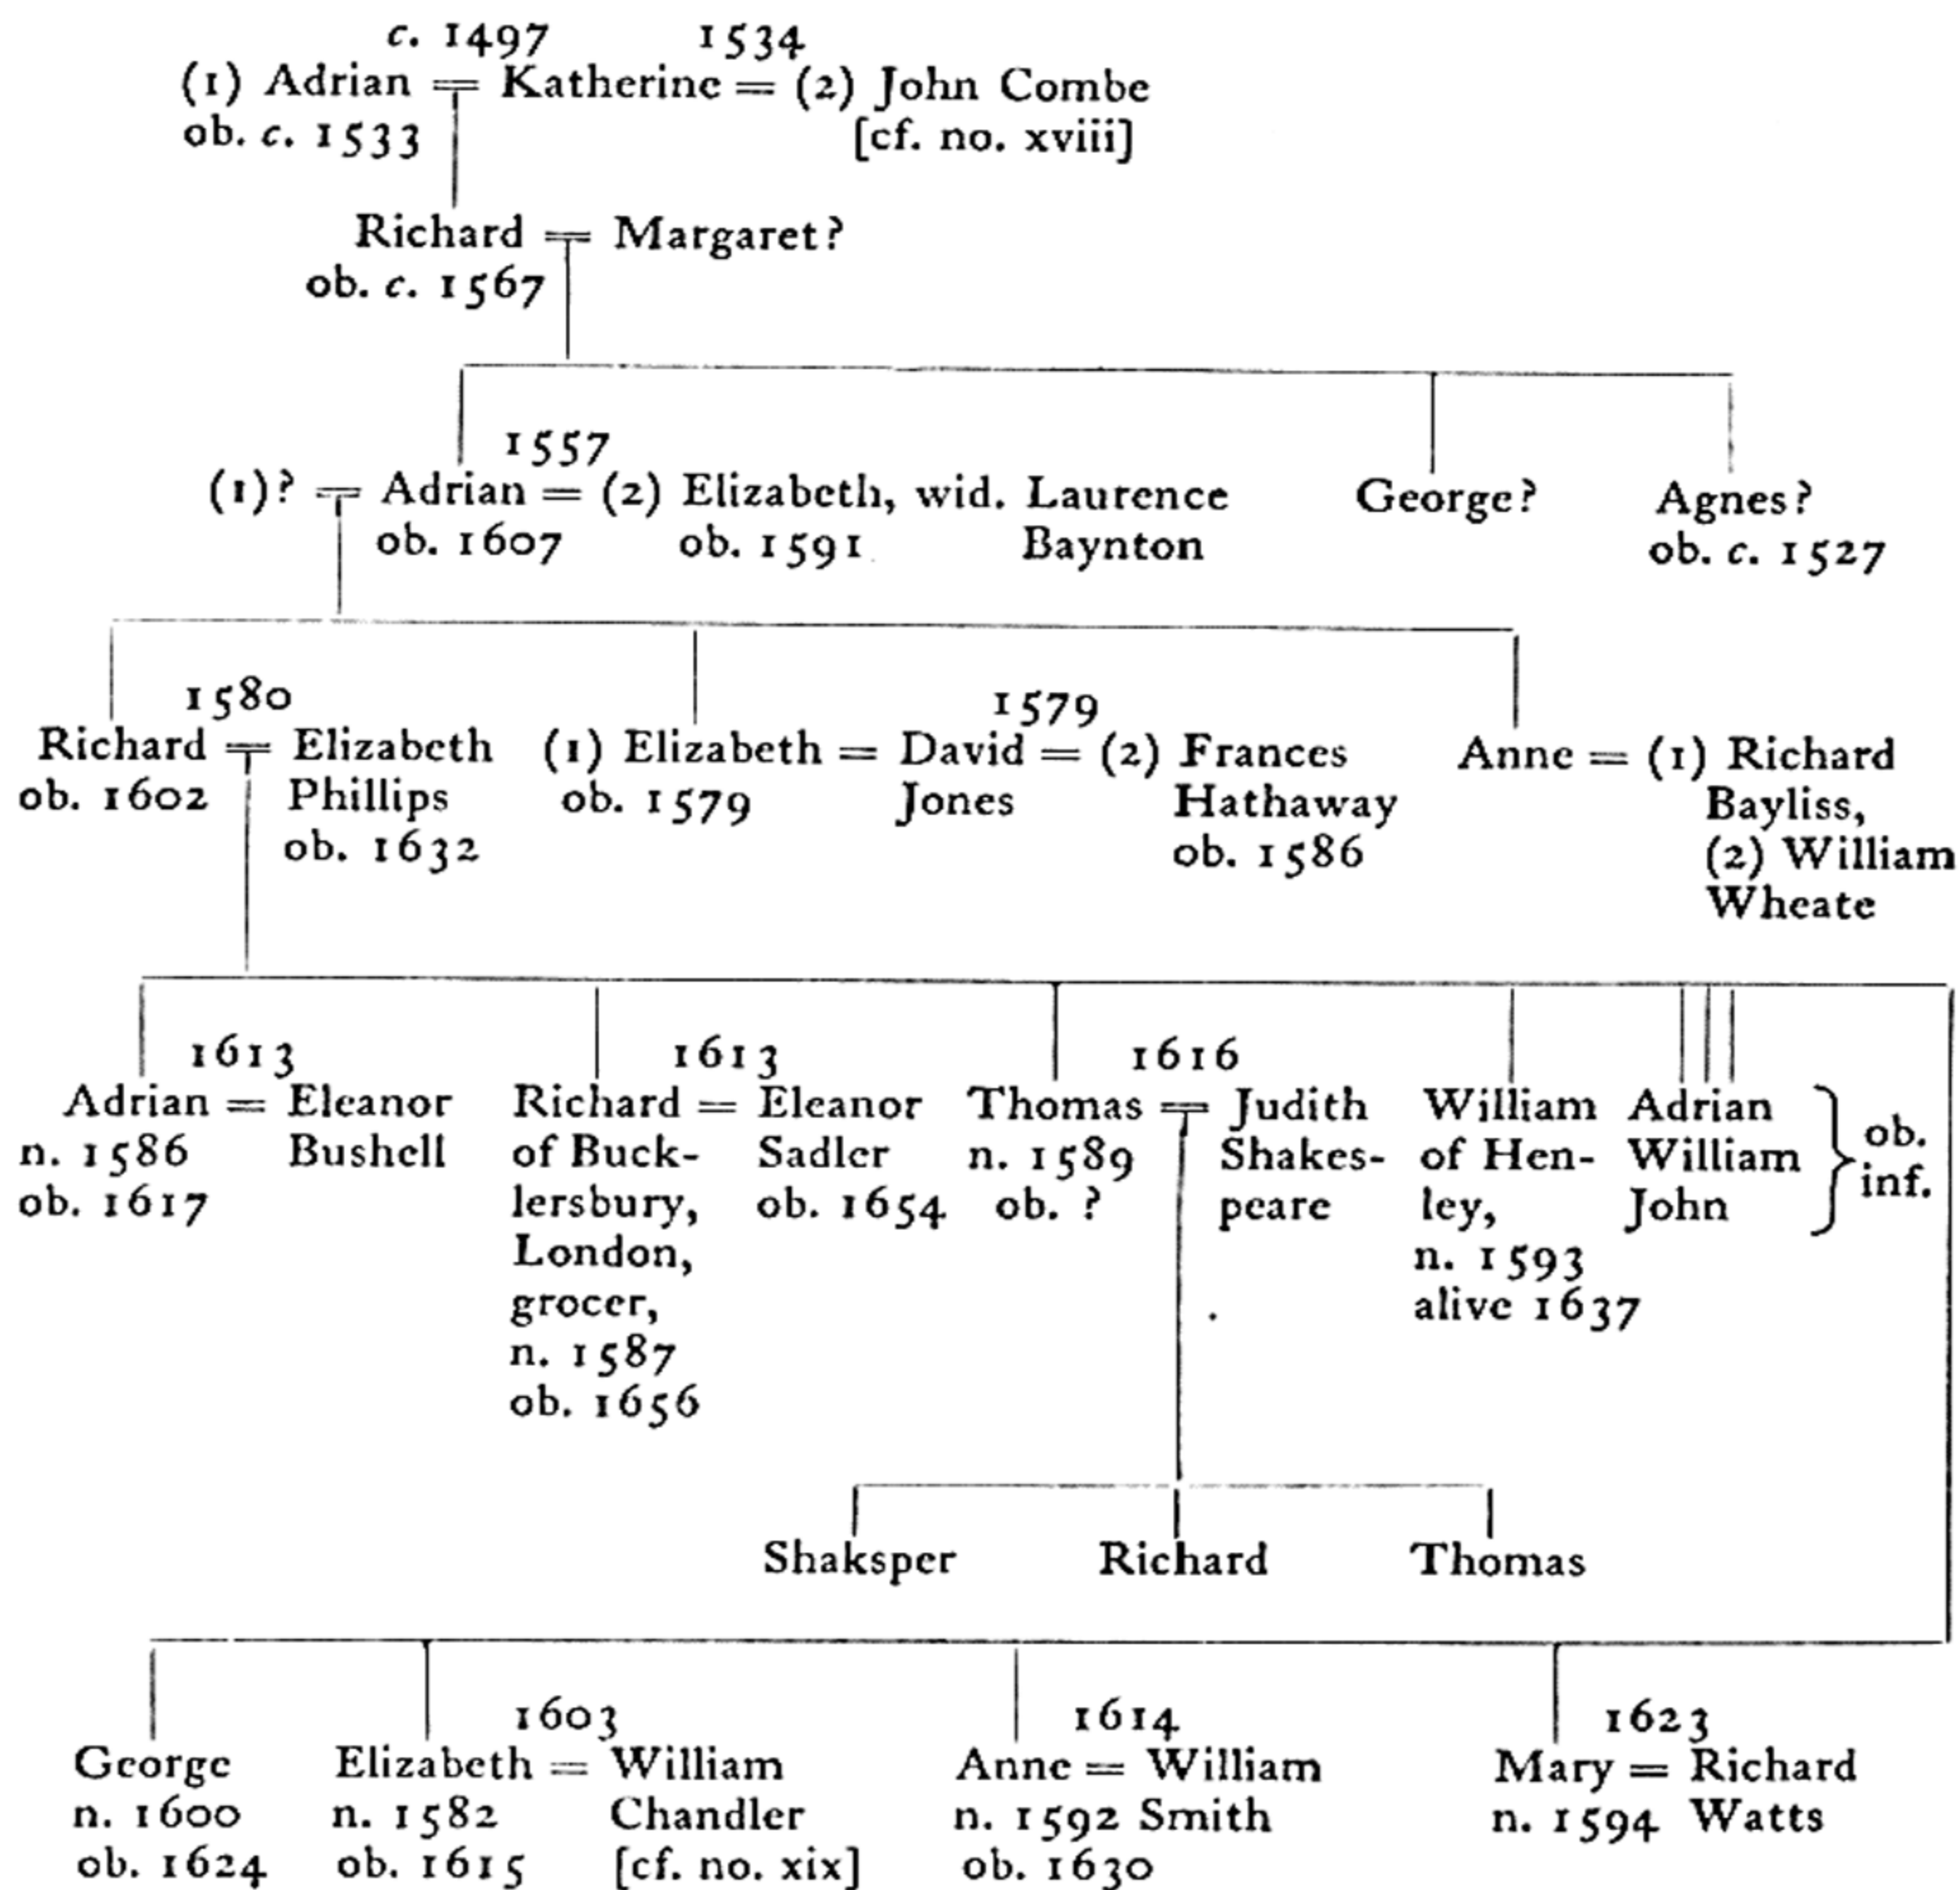 c. 1497 1534
(1) Adrian = Katherine = (2) John Combe
ob. c. 1533 [cf. no. xviii]
Richard = Margaret?
ob. c. 1567
1557
(1)? = Adrian = (2) Elizabeth, wid. Laurence George? Agnes?
ob. 1607 ob. 1591 Baynton ob. c. 1527
1580 1579
Richard = Elizabeth (1) Elizabeth = David = (2) Frances Anne = (1) Richard
ob. 1602 Phillips ob. 1579 Jones Hathaway Bayliss,
ob. 1632 ob. 1586 (2) William
Wheate
1613 1613 1616
Adrian = Eleanor Richard = Eleanor Thomas = Judith William Adrian
n. 1586 Bushell of Buck- Sadler n. 1589 Shakes- of Hen- William ob.
ob. 1617 lersbury, ob. 1654 ob. ? peare ley, John inf.
London, n. 1593
grocer, alive 1637
n. 1587
ob. 1656
Shaksper Richard Thomas
1603 1614 1623
George Elizabeth = William Anne = William Mary = Richard
n. 1600 n. 1582 Chandler n. 1592 Smith n. 1594 Watts
ob. 1624 ob. 1615 [cf. no. xix] ob. 1630